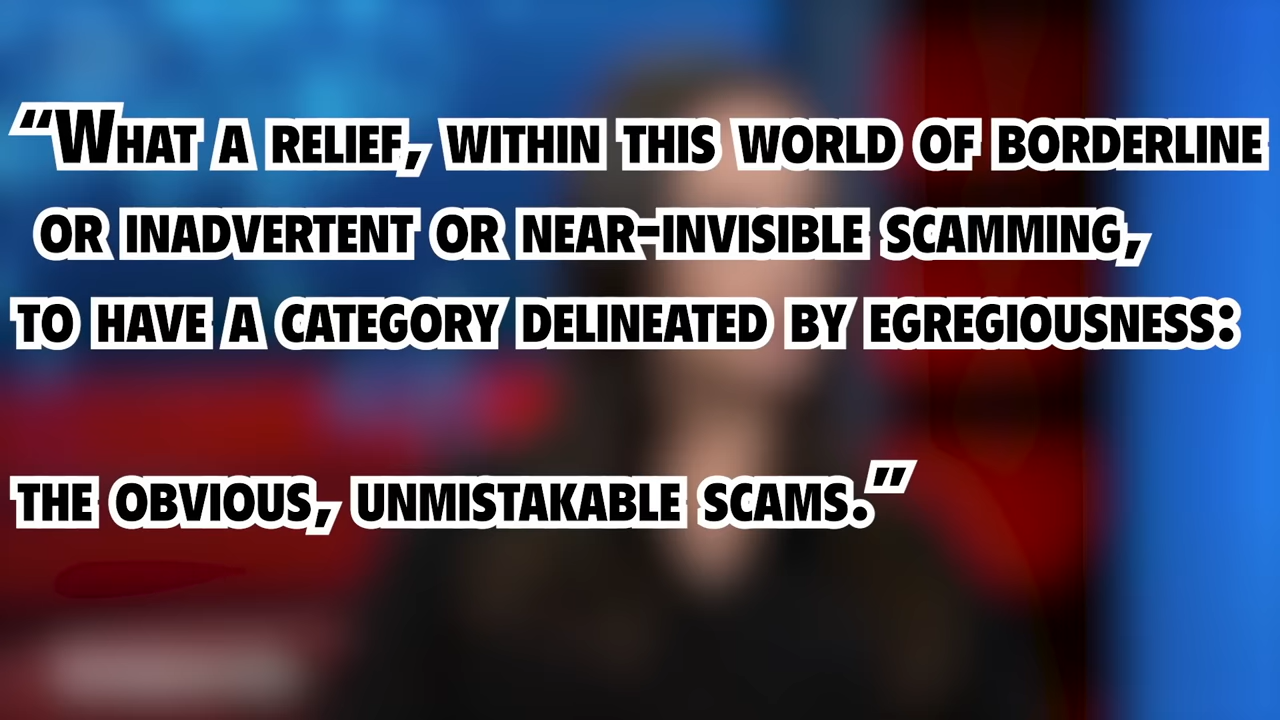 “What a relief, within this world of borderline
or inadvertent or near-invisible scamming,
to have a category delineated by egregiousness:
the obvious, unmistakable scams.”